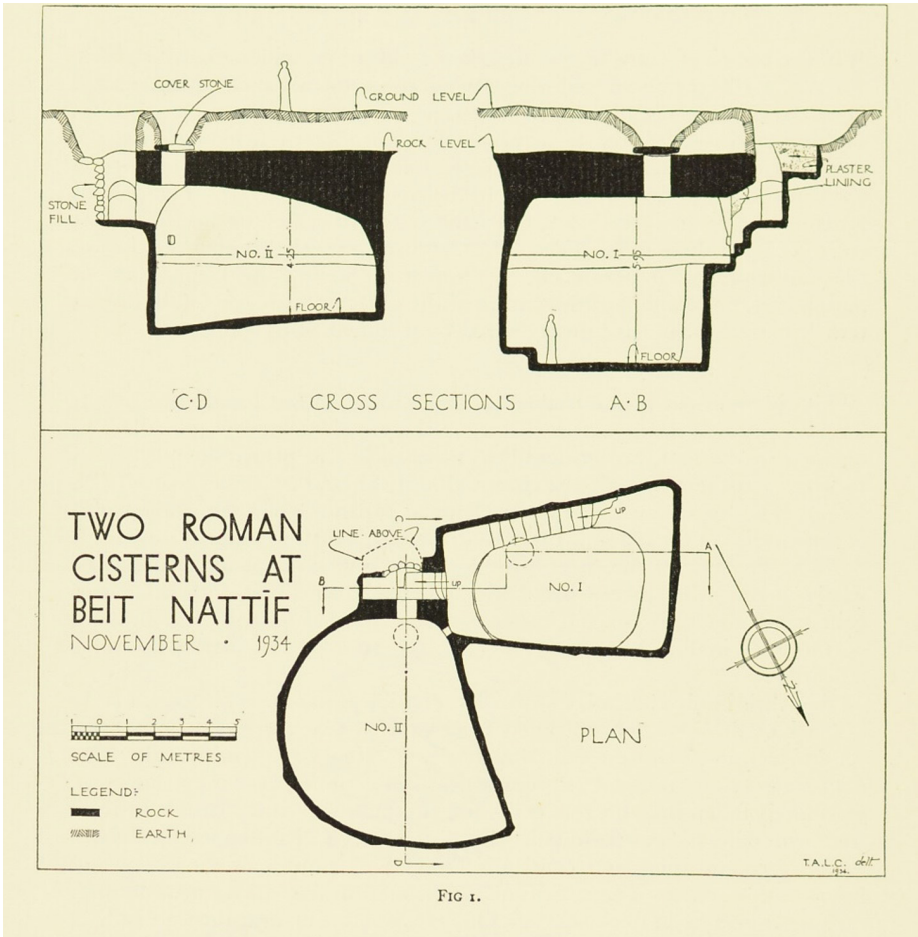 COVER STONE
GROUND LEVEL
ROCK LEVEL
STONE
FILL
PLASTER
LINING
NO. II
4.25
FLOOR
NO. I
5.95
FLOOR
C·D CROSS SECTIONS A·B
TWO ROMAN
CISTERNS AT
BEIT NATTĪF
NOVEMBER · 1934
LINE ABOVE
C
UP
A
B
UP
NO. I
NO. II
PLAN
N
1 0 1 2 3 4 5
SCALE OF METRES
LEGEND:
ROCK
EARTH
D
T.A.L.C. delt.
1934.
FIG 1.